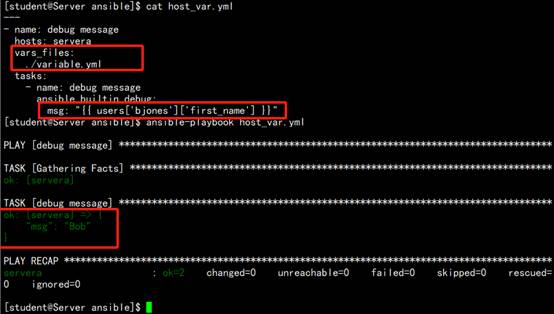 [student@Server ansible]$ cat host_var.yml
---
- name: debug message
  hosts: servera
  vars_files:
    ./variable.yml
  tasks:
    - name: debug message
      ansible.builtin.debug:
        msg: "{{ users['bjones']['first_name'] }}"
[student@Server ansible]$ ansible-playbook host_var.yml
PLAY [debug message] ******************************************************************
TASK [Gathering Facts] ****************************************************************
ok: [servera]
TASK [debug message] ******************************************************************
ok: [servera] => {
    "msg": "Bob"
}
PLAY RECAP ****************************************************************************
servera                    : ok=2    changed=0    unreachable=0    failed=0    skipped=0    rescued=
0    ignored=0
[student@Server ansible]$